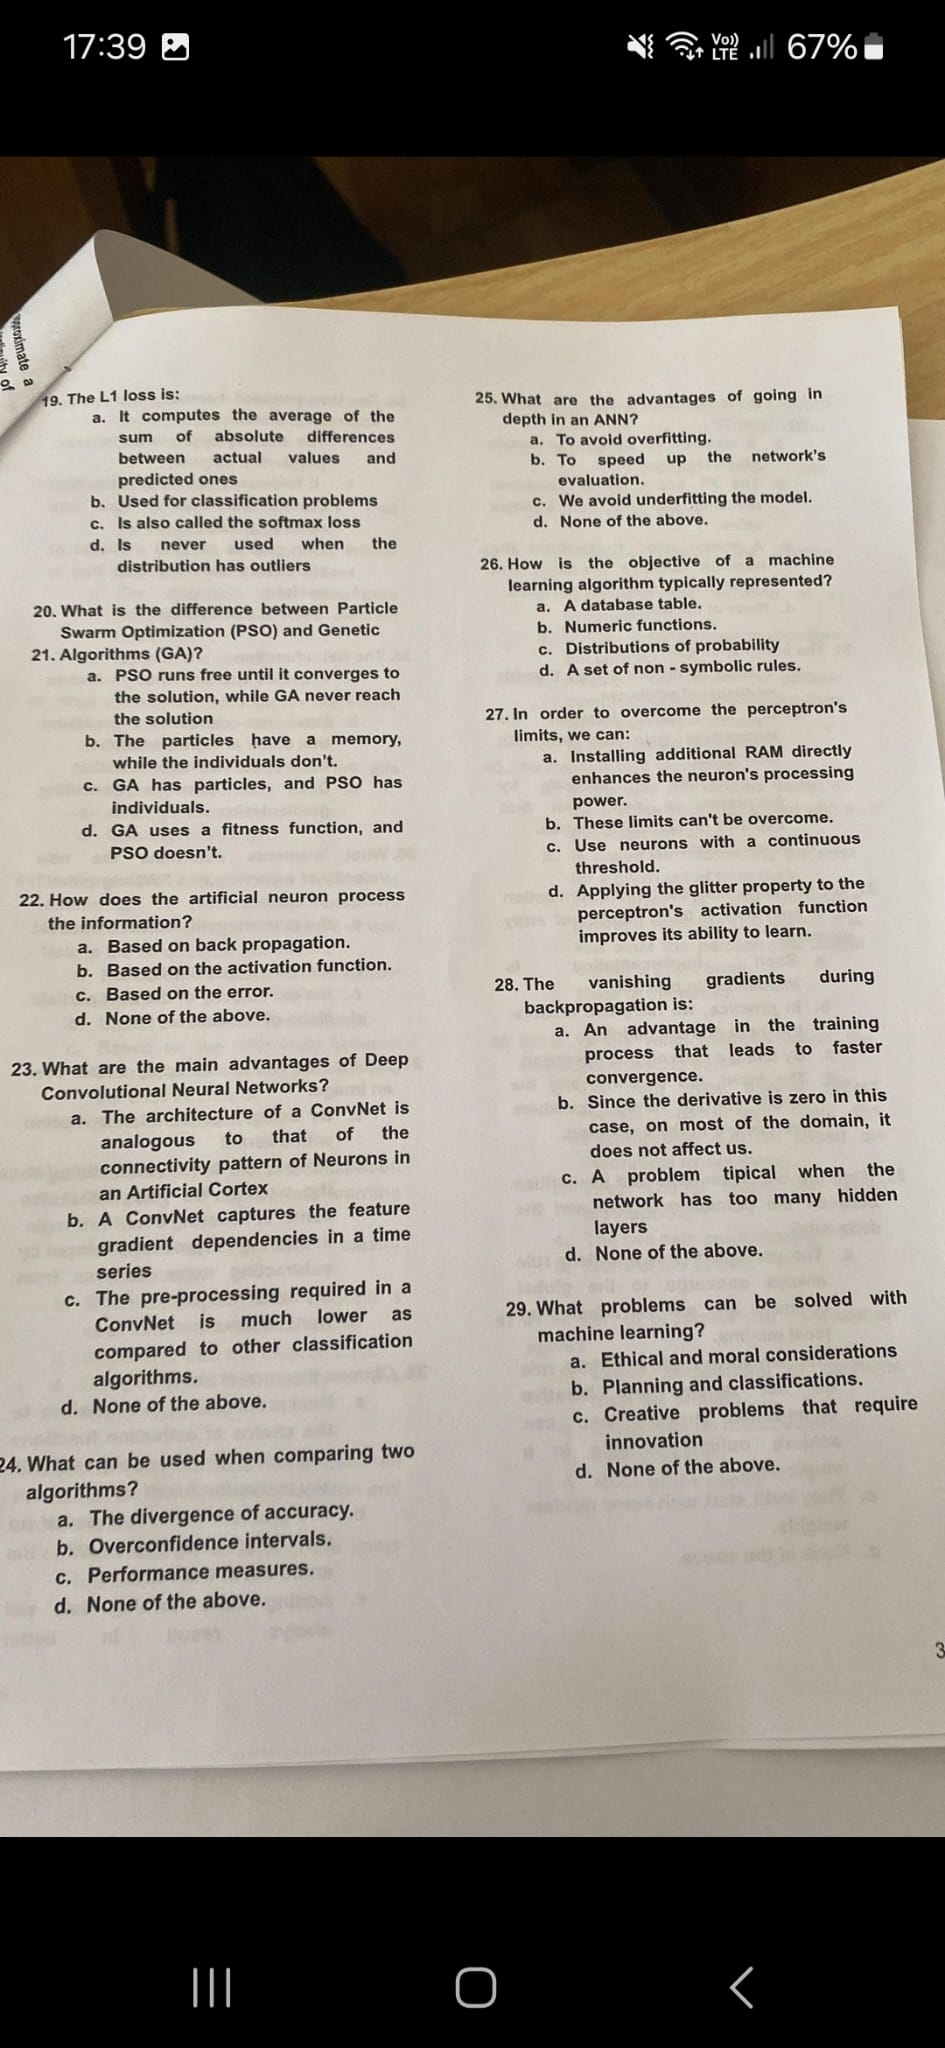 17:39
Vo))
LTE
67%
approximate a
of
19. The L1 loss is:
a. It computes the average of the
sum of absolute differences
between actual values and
predicted ones
b. Used for classification problems
c. Is also called the softmax loss
d. Is never used when the
distribution has outliers
20. What is the difference between Particle
Swarm Optimization (PSO) and Genetic
21. Algorithms (GA)?
a. PSO runs free until it converges to
the solution, while GA never reach
the solution
b. The particles have a memory,
while the individuals don't.
c. GA has particles, and PSO has
individuals.
d. GA uses a fitness function, and
PSO doesn't.
22. How does the artificial neuron process
the information?
a. Based on back propagation.
b. Based on the activation function.
c. Based on the error.
d. None of the above.
23. What are the main advantages of Deep
Convolutional Neural Networks?
a. The architecture of a ConvNet is
analogous to that of the
connectivity pattern of Neurons in
an Artificial Cortex
b. A ConvNet captures the feature
gradient dependencies in a time
series
c. The pre-processing required in a
ConvNet is much lower as
compared to other classification
algorithms.
d. None of the above.
24. What can be used when comparing two
algorithms?
a. The divergence of accuracy.
b. Overconfidence intervals.
c. Performance measures.
d. None of the above.
25. What are the advantages of going in
depth in an ANN?
a. To avoid overfitting.
b. To speed up the network's
evaluation.
c. We avoid underfitting the model.
d. None of the above.
26. How is the objective of a machine
learning algorithm typically represented?
a. A database table.
b. Numeric functions.
c. Distributions of probability
d. A set of non - symbolic rules.
27. In order to overcome the perceptron's
limits, we can:
a. Installing additional RAM directly
enhances the neuron's processing
power.
b. These limits can't be overcome.
c. Use neurons with a continuous
threshold.
d. Applying the glitter property to the
perceptron's activation function
improves its ability to learn.
28. The vanishing gradients during
backpropagation is:
a. An advantage in the training
process that leads to faster
convergence.
b. Since the derivative is zero in this
case, on most of the domain, it
does not affect us.
c. A problem tipical when the
network has too many hidden
layers
d. None of the above.
29. What problems can be solved with
machine learning?
a. Ethical and moral considerations
b. Planning and classifications.
c. Creative problems that require
innovation
d. None of the above.
3